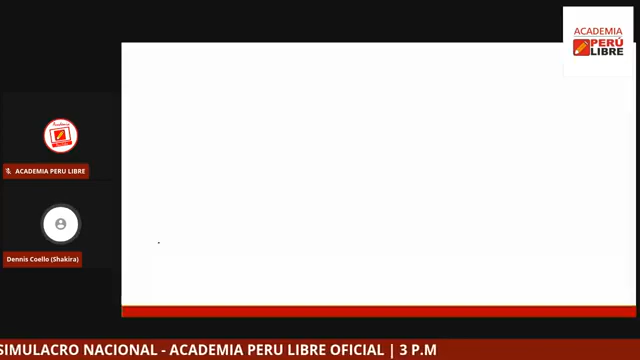 ACADEMIA
PERÚ
LIBRE
ACADEMIA PERU LIBRE
Dennis Coello (Shakira)
SIMULACRO NACIONAL - ACADEMIA PERU LIBRE OFICIAL | 3 P.M